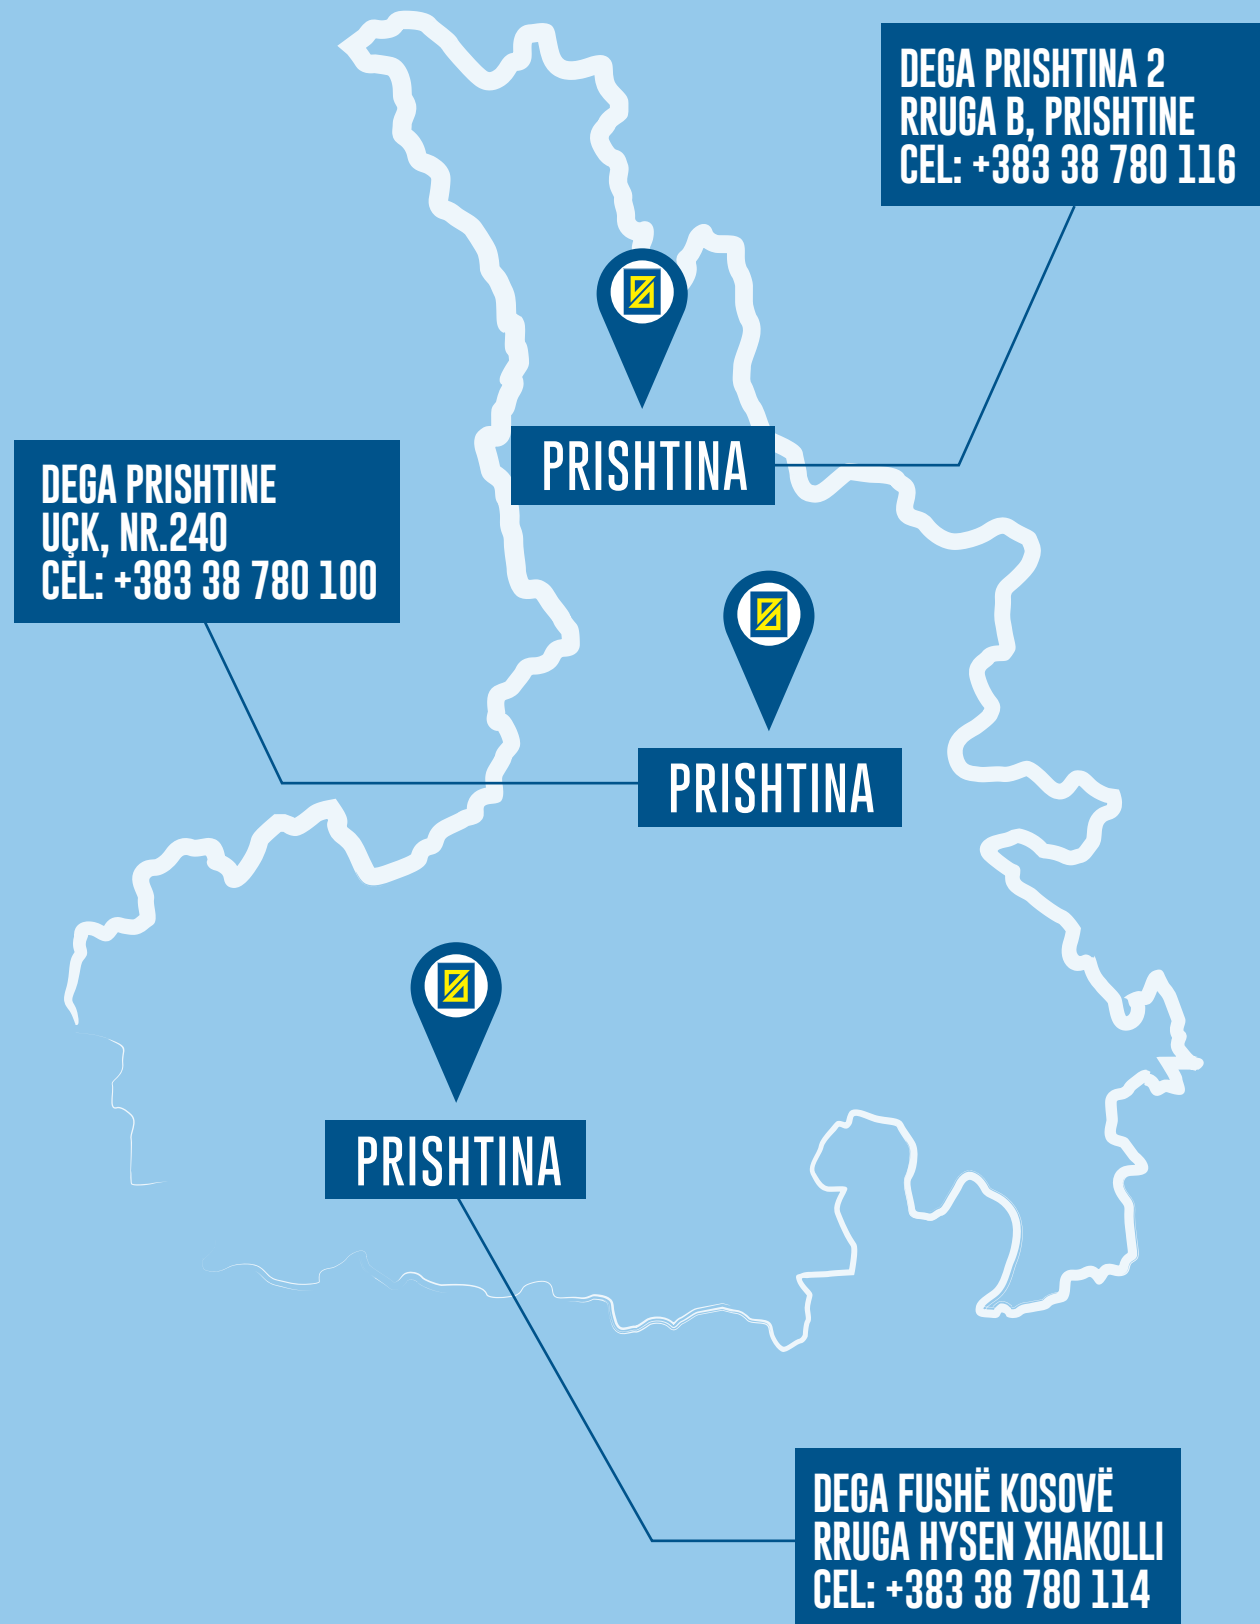 DEGA PRISHTINA 2
RRUGA B, PRISHTINE
CEL: +383 38 780 116
PRISHTINA
DEGA PRISHTINE
UÇK, NR.240
CEL: +383 38 780 100
PRISHTINA
PRISHTINA
DEGA FUSHË KOSOVË
RRUGA HYSEN XHAKOLLI
CEL: +383 38 780 114